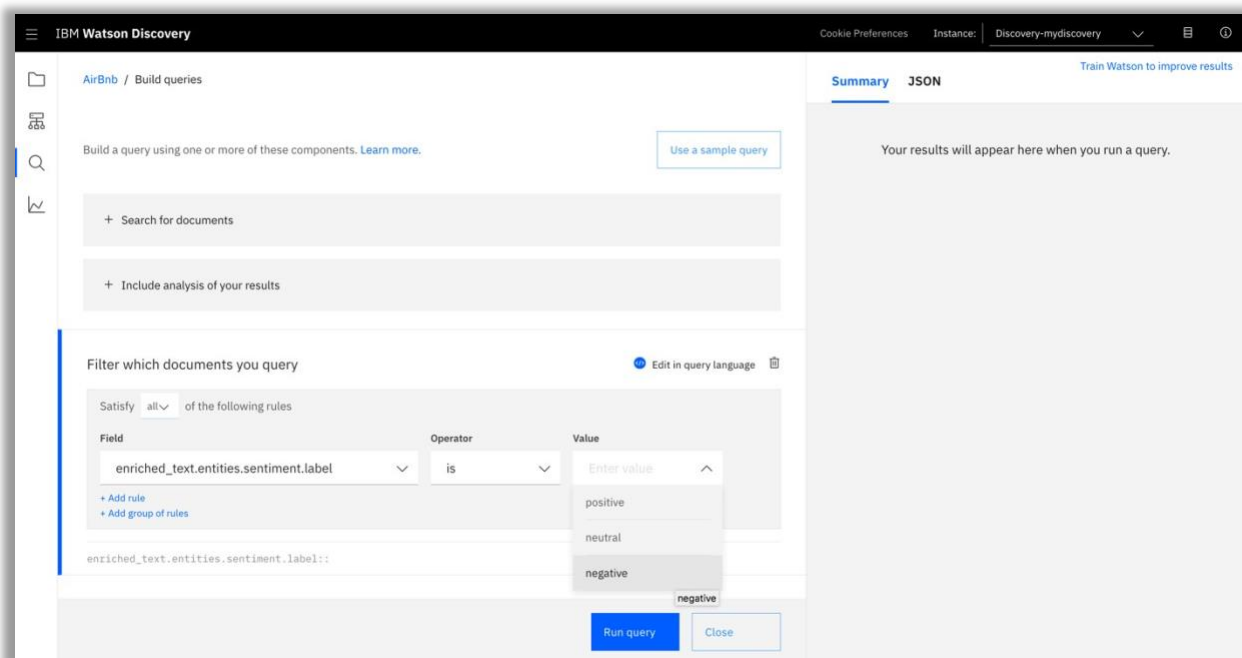 IBM Watson Discovery
Cookie Preferences Instance: Discovery-mydiscovery
AirBnb / Build queries
Build a query using one or more of these components. Learn more.
Use a sample query
+ Search for documents
+ Include analysis of your results
Filter which documents you query
Edit in query language
Satisfy all of the following rules
Field Operator Value
enriched_text.entities.sentiment.label is Enter value
+ Add rule
+ Add group of rules
positive
neutral
negative
negative
enriched_text.entities.sentiment.label::
Run query
Close
Train Watson to improve results
Summary JSON
Your results will appear here when you run a query.